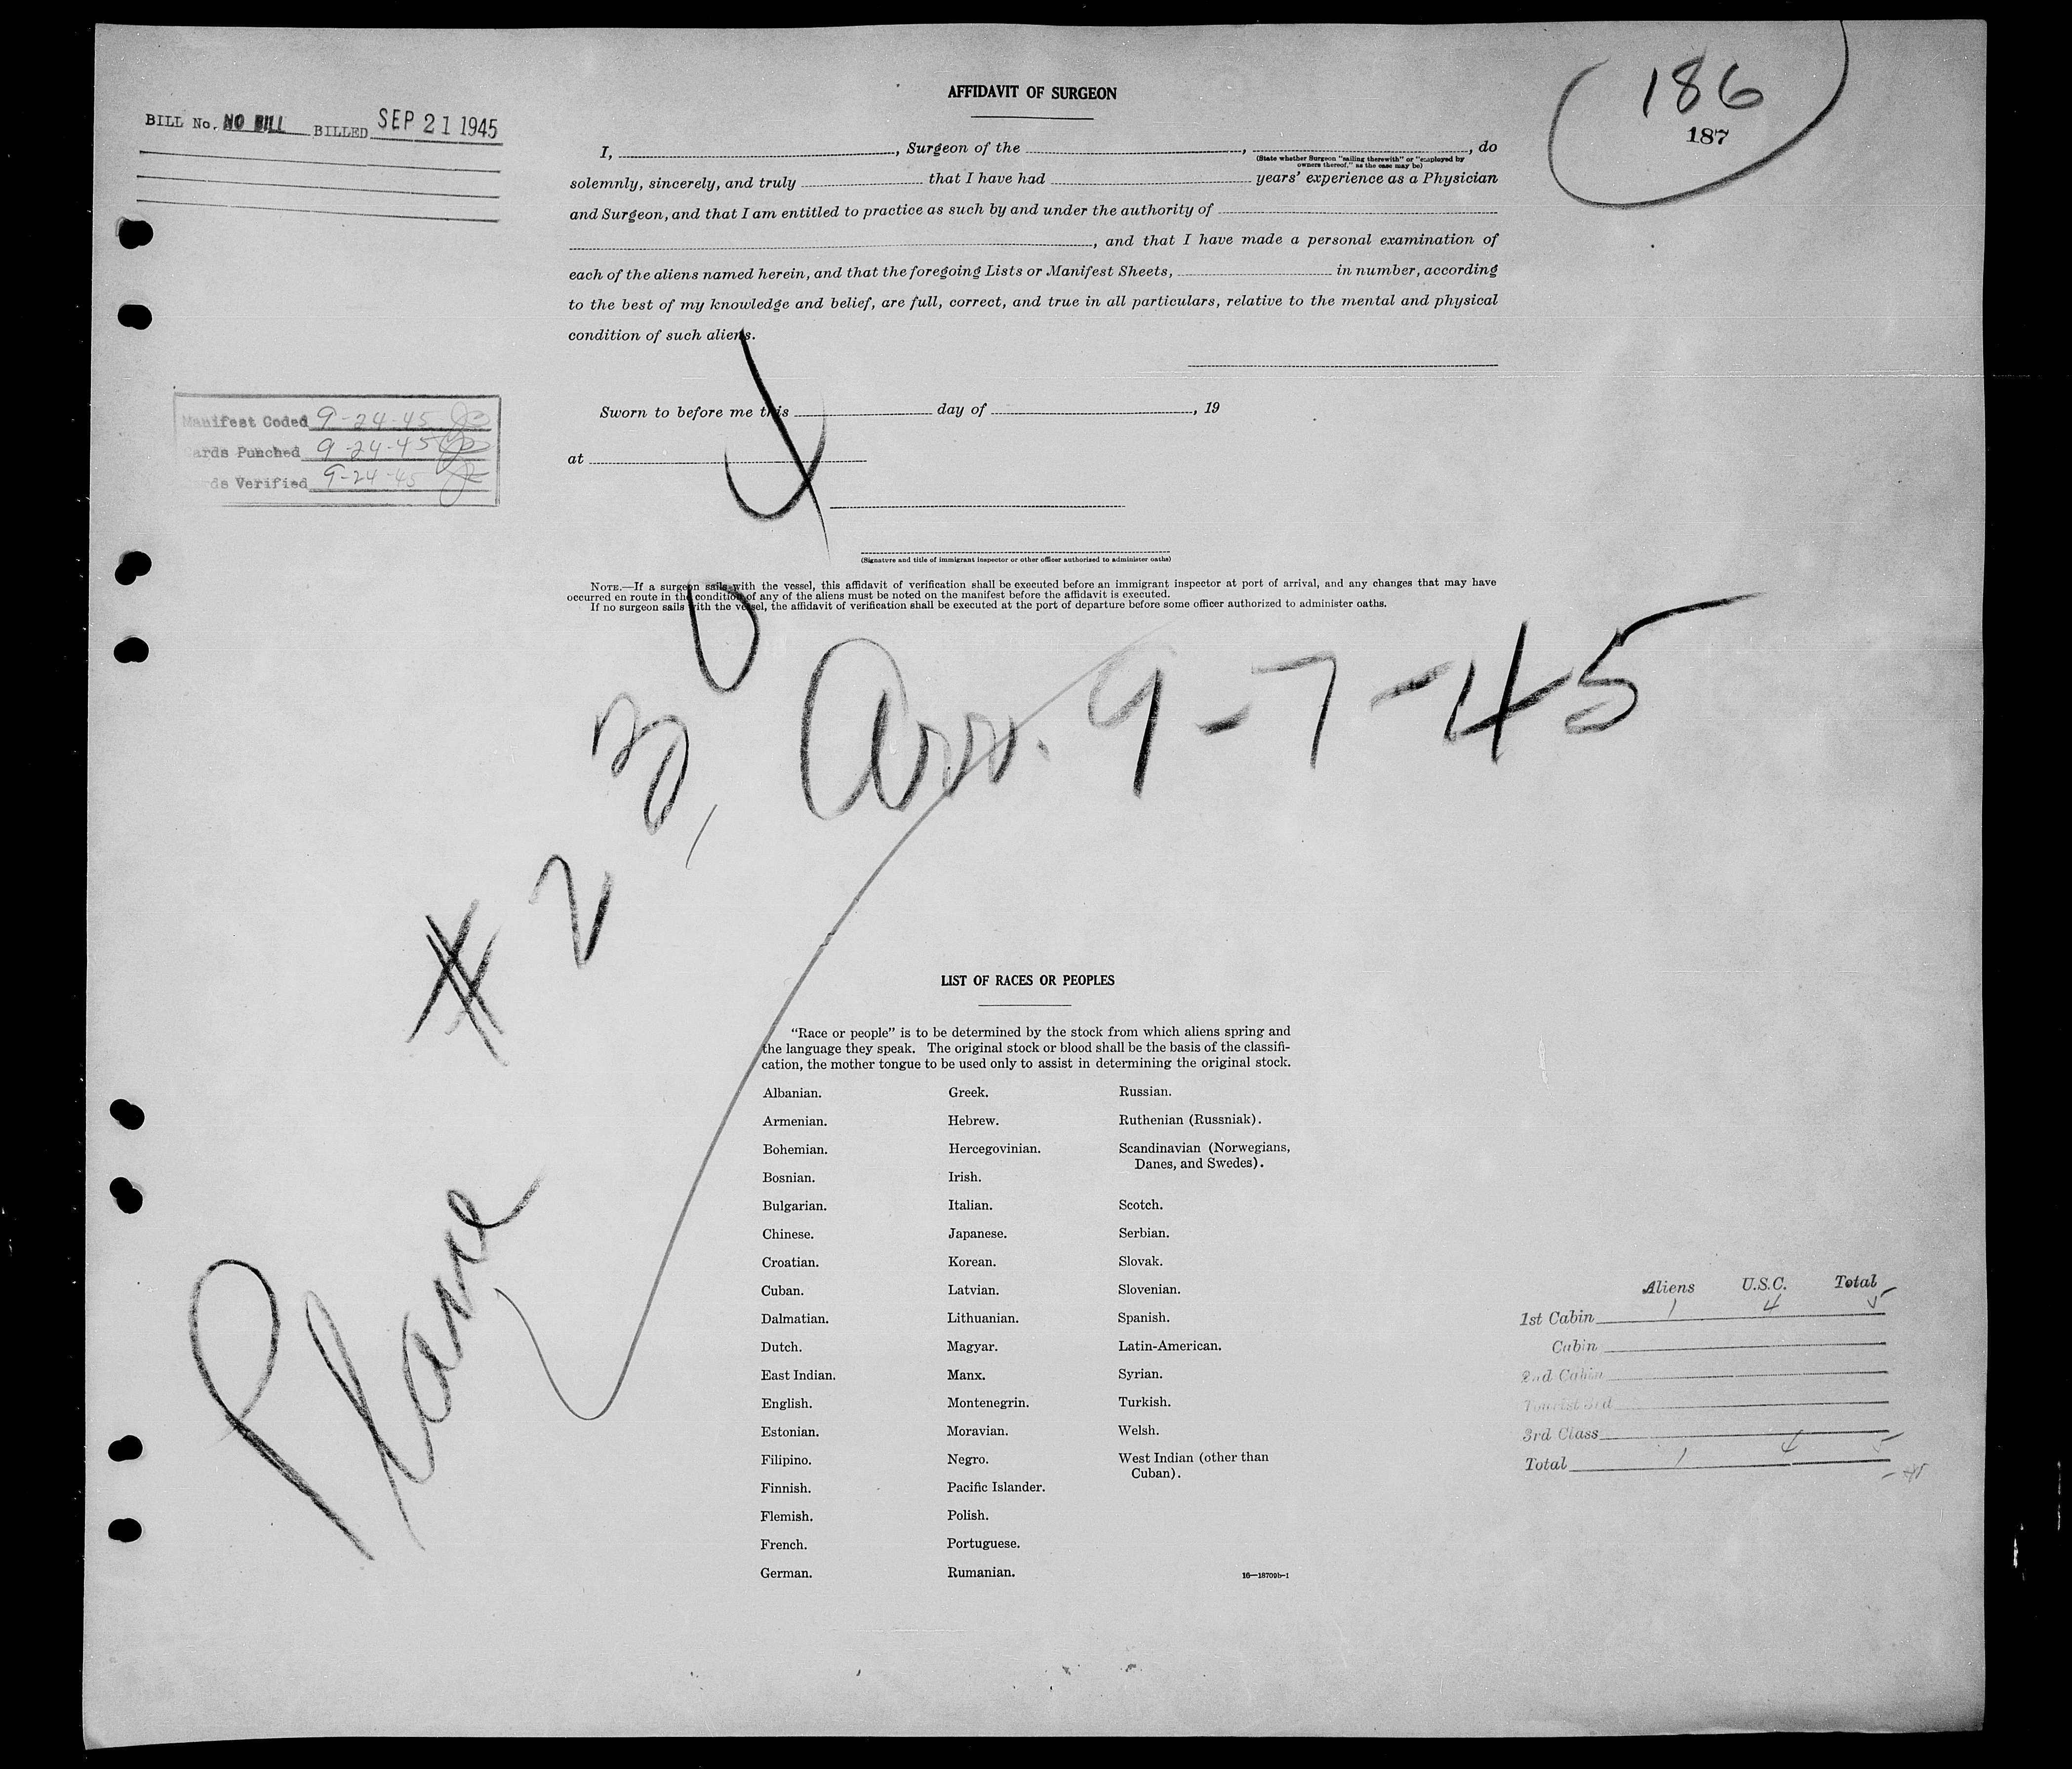 AFFIDAVIT OF SURGEON
186
187
BILL No. NO BILL BILLED SEP 21 1945
I, , Surgeon of the , , do
(State whether Surgeon "sailing therewith" or "employed by
owners thereof," as the case may be)
solemnly, sincerely, and truly that I have had years' experience as a Physician
and Surgeon, and that I am entitled to practice as such by and under the authority of
, and that I have made a personal examination of
each of the aliens named herein, and that the foregoing Lists or Manifest Sheets, in number, according
to the best of my knowledge and belief, are full, correct, and true in all particulars, relative to the mental and physical
condition of such aliens.
Manifest Coded 9-24-45
Cards Punched 9-24-45
Cards Verified 9-24-45
Sworn to before me this day of , 19
at
(Signature and title of immigrant inspector or other officer authorized to administer oaths)
NOTE.—If a surgeon sails with the vessel, this affidavit of verification shall be executed before an immigrant inspector at port of arrival, and any changes that may have
occurred en route in the condition of any of the aliens must be noted on the manifest before the affidavit is executed.
If no surgeon sails with the vessel, the affidavit of verification shall be executed at the port of departure before some officer authorized to administer oaths.
Plane # 23, 04
Arr. 9-7-45
LIST OF RACES OR PEOPLES
"Race or people" is to be determined by the stock from which aliens spring and
the language they speak. The original stock or blood shall be the basis of the classifi-
cation, the mother tongue to be used only to assist in determining the original stock.
Albanian. Greek. Russian.
Armenian. Hebrew. Ruthenian (Russniak).
Bohemian. Hercegovinian. Scandinavian (Norwegians,
Danes, and Swedes).
Bosnian. Irish.
Bulgarian. Italian. Scotch.
Chinese. Japanese. Serbian.
Croatian. Korean. Slovak.
Cuban. Latvian. Slovenian.
Dalmatian. Lithuanian. Spanish.
Dutch. Magyar. Latin-American.
East Indian. Manx. Syrian.
English. Montenegrin. Turkish.
Estonian. Moravian. Welsh.
Filipino. Negro. West Indian (other than
Cuban).
Finnish. Pacific Islander.
Flemish. Polish.
French. Portuguese.
German. Rumanian.
16—18709b-1
Aliens U.S.C. Total
1st Cabin 1 4 5
Cabin
2nd Cabin
Tourist 3rd
3rd Class
Total 1 4 5